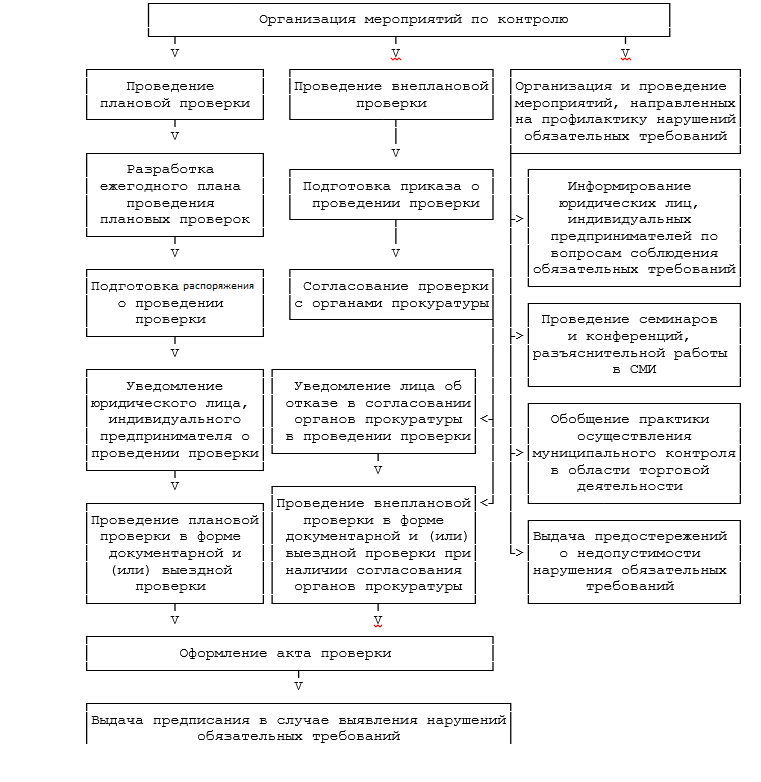 Организация мероприятий по контролю
V
V
V
Проведение
плановой проверки
V
Разработка
ежегодного плана
проведения
плановых проверок
V
Подготовка распоряжения
о проведении
проверки
V
Уведомление
юридического лица,
индивидуального
предпринимателя о
проведении проверки
V
Проведение плановой
проверки в форме
документарной и
(или) выездной
проверки
V
Проведение внеплановой
проверки
V
Подготовка приказа о
проведении проверки
V
Согласование проверки
с органами прокуратуры
Уведомление лица об
отказе в согласовании
органов прокуратуры
в проведении проверки
<
V
Проведение внеплановой
проверки в форме
документарной и (или)
выездной проверки при
наличии согласования
органов прокуратуры
<
V
Организация и проведение
мероприятий, направленных
на профилактику нарушений
обязательных требований
Информирование
юридических лиц,
индивидуальных
предпринимателей по
вопросам соблюдения
обязательных требований
>
Проведение семинаров
и конференций,
разъяснительной работы
в СМИ
>
Обобщение практики
осуществления
муниципального контроля
в области торговой
деятельности
>
Выдача предостережений
о недопустимости
нарушения обязательных
требований
>
Оформление акта проверки
V
Выдача предписания в случае выявления нарушений
обязательных требований